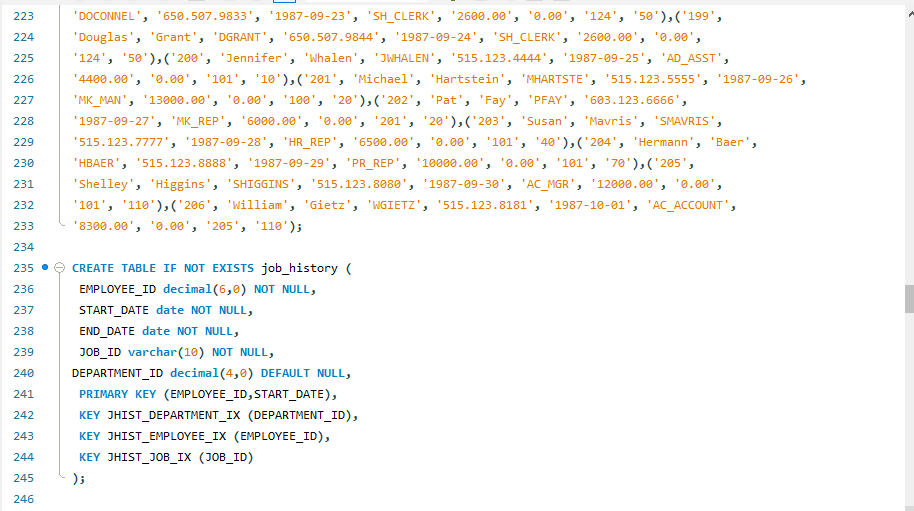 223 'DOCONNEL', '650.507.9833', '1987-09-23', 'SH_CLERK', '2600.00', '0.00', '124', '50'),('199',
224 'Douglas', 'Grant', 'DGRANT', '650.507.9844', '1987-09-24', 'SH_CLERK', '2600.00', '0.00',
225 '124', '50'),('200', 'Jennifer', 'Whalen', 'JWHALEN', '515.123.4444', '1987-09-25', 'AD_ASST',
226 '4400.00', '0.00', '101', '10'),('201', 'Michael', 'Hartstein', 'MHARTSTE', '515.123.5555', '1987-09-26',
227 'MK_MAN', '13000.00', '0.00', '100', '20'),('202', 'Pat', 'Fay', 'PFAY', '603.123.6666',
228 '1987-09-27', 'MK_REP', '6000.00', '0.00', '201', '20'),('203', 'Susan', 'Mavris', 'SMAVRIS',
229 '515.123.7777', '1987-09-28', 'HR_REP', '6500.00', '0.00', '101', '40'),('204', 'Hermann', 'Baer',
230 'HBAER', '515.123.8888', '1987-09-29', 'PR_REP', '10000.00', '0.00', '101', '70'),('205',
231 'Shelley', 'Higgins', 'SHIGGINS', '515.123.8080', '1987-09-30', 'AC_MGR', '12000.00', '0.00',
232 '101', '110'),('206', 'William', 'Gietz', 'WGIETZ', '515.123.8181', '1987-10-01', 'AC_ACCOUNT',
233 '8300.00', '0.00', '205', '110');
234
235 CREATE TABLE IF NOT EXISTS job_history (
236 EMPLOYEE_ID decimal(6,0) NOT NULL,
237 START_DATE date NOT NULL,
238 END_DATE date NOT NULL,
239 JOB_ID varchar(10) NOT NULL,
240 DEPARTMENT_ID decimal(4,0) DEFAULT NULL,
241 PRIMARY KEY (EMPLOYEE_ID,START_DATE),
242 KEY JHIST_DEPARTMENT_IX (DEPARTMENT_ID),
243 KEY JHIST_EMPLOYEE_IX (EMPLOYEE_ID),
244 KEY JHIST_JOB_IX (JOB_ID)
245 );
246